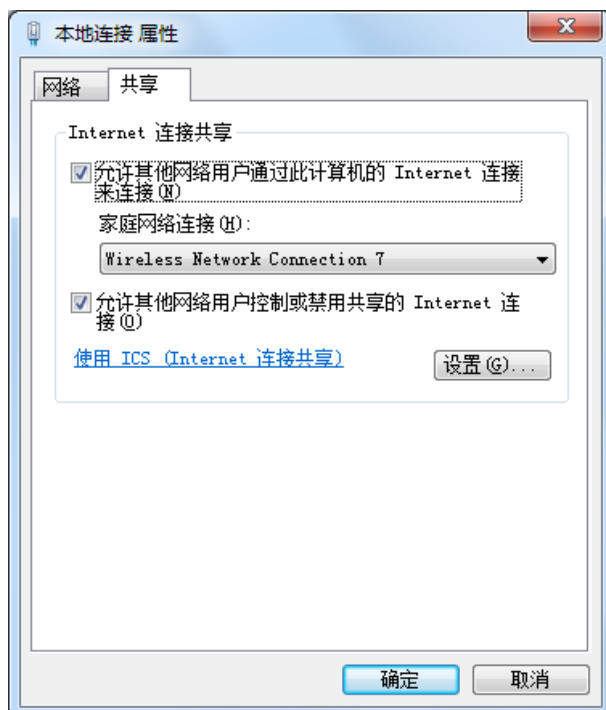 本地连接 属性
网络 共享
Internet 连接共享
允许其他网络用户通过此计算机的 Internet 连接
来连接(N)
家庭网络连接(H):
Wireless Network Connection 7
允许其他网络用户控制或禁用共享的 Internet 连
接(O)
使用 ICS (Internet 连接共享)
设置(G)...
确定 取消